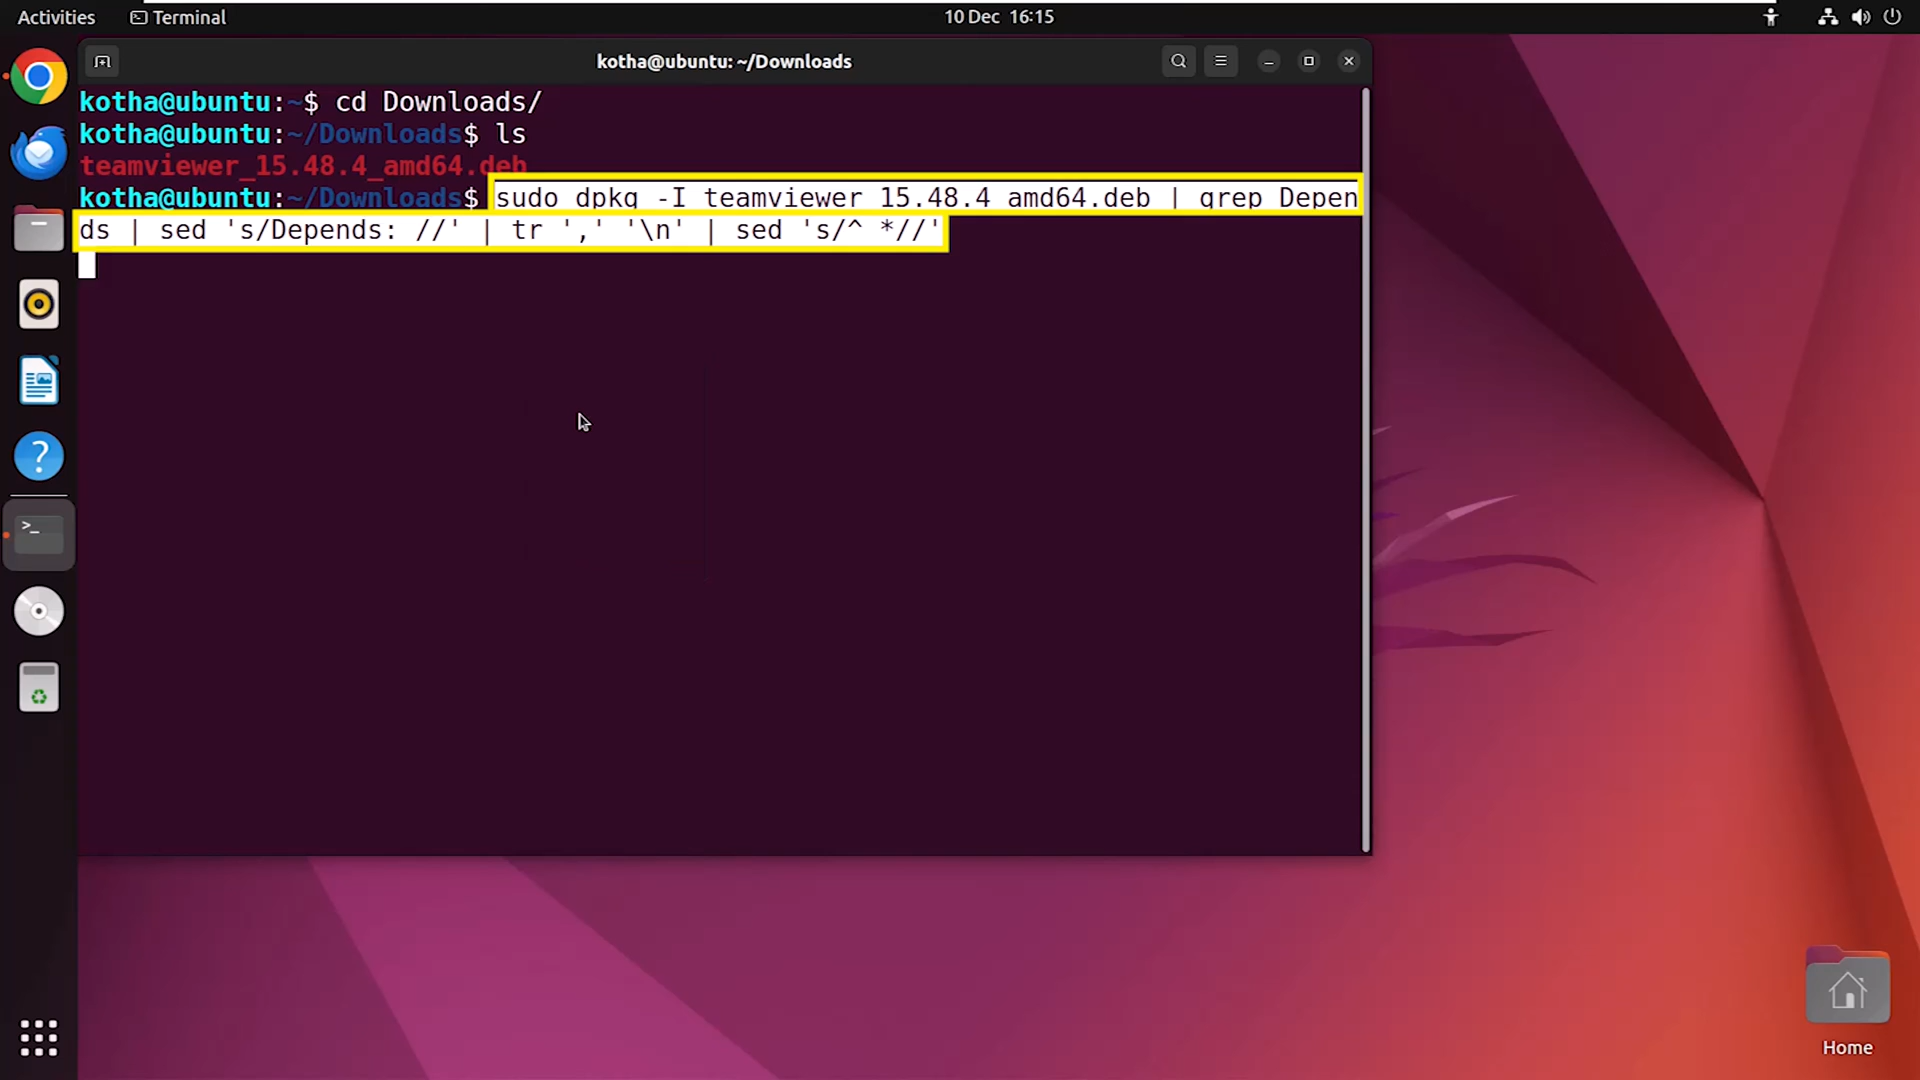 Activities Terminal 10 Dec 16:15
kotha@ubuntu: ~/Downloads
kotha@ubuntu:~$ cd Downloads/
kotha@ubuntu:~/Downloads$ ls
teamviewer_15.48.4_amd64.deb
kotha@ubuntu:~/Downloads$ sudo dpkg -I teamviewer_15.48.4_amd64.deb | grep Depen
ds | sed 's/Depends: //' | tr ',' '\n' | sed 's/^ *//'
Home